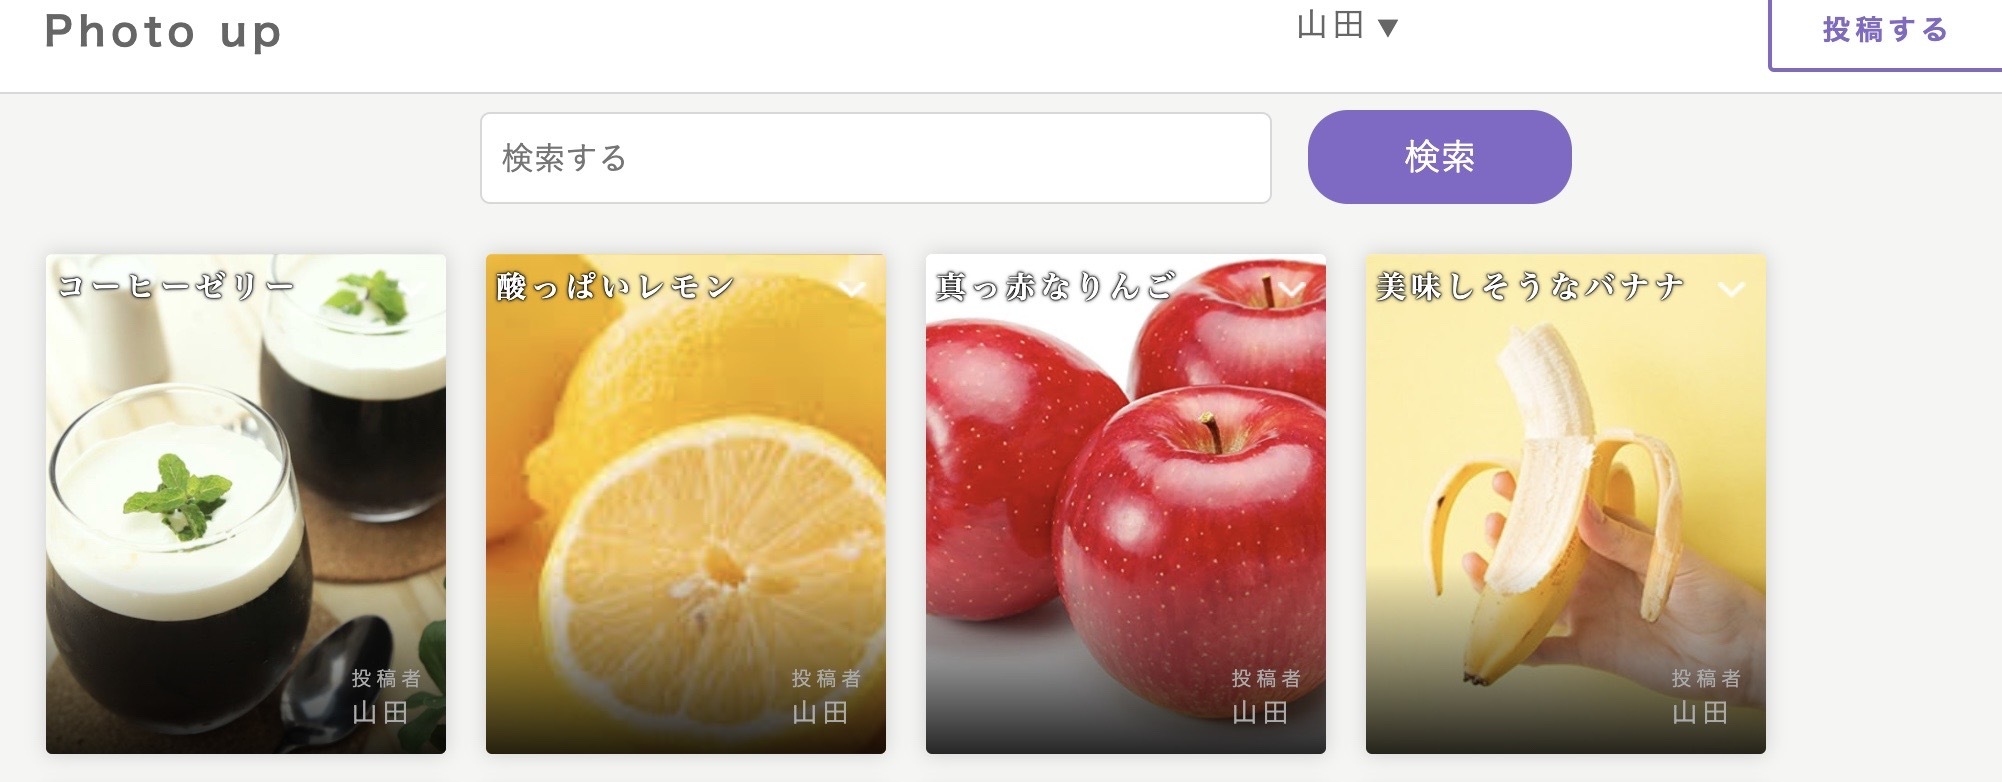 Photo up
山田 ▼
投稿する
検索する
検索
コーヒーゼリー
投稿者
山田
酸っぱいレモン
投稿者
山田
真っ赤なりんご
投稿者
山田
美味しそうなバナナ
投稿者
山田